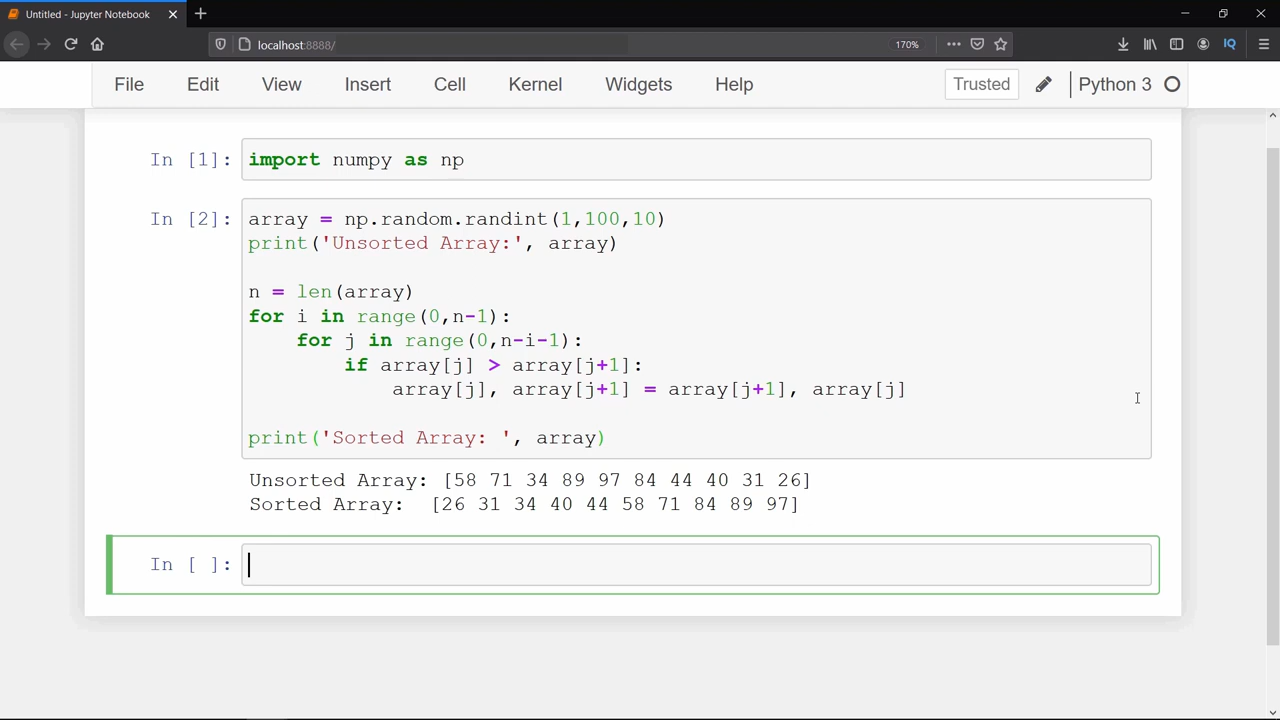 Untitled - Jupyter Notebook
localhost:8888/
170%
IQ
File Edit View Insert Cell Kernel Widgets Help Trusted Python 3
In [1]: import numpy as np
In [2]: array = np.random.randint(1,100,10)
print('Unsorted Array:', array)
n = len(array)
for i in range(0,n-1):
    for j in range(0,n-i-1):
        if array[j] > array[j+1]:
            array[j], array[j+1] = array[j+1], array[j]
print('Sorted Array: ', array)
Unsorted Array: [58 71 34 89 97 84 44 40 31 26]
Sorted Array:  [26 31 34 40 44 58 71 84 89 97]
In [ ]: